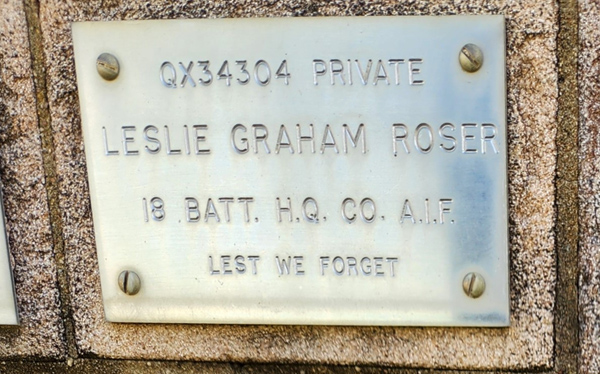 QX34304 PRIVATE
LESLIE GRAHAM ROSER
18 BATT. H.Q. CO. A.I.F.
LEST WE FORGET